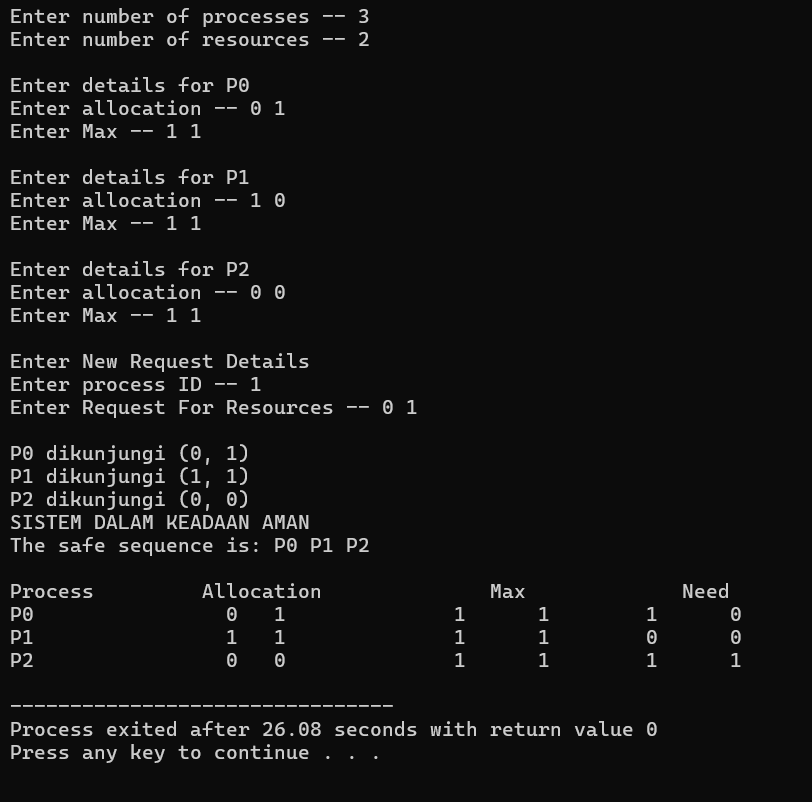 Enter number of processes -- 3
Enter number of resources -- 2
Enter details for P0
Enter allocation -- 0 1
Enter Max -- 1 1
Enter details for P1
Enter allocation -- 1 0
Enter Max -- 1 1
Enter details for P2
Enter allocation -- 0 0
Enter Max -- 1 1
Enter New Request Details
Enter process ID -- 1
Enter Request For Resources -- 0 1
P0 dikunjungi (0, 1)
P1 dikunjungi (1, 1)
P2 dikunjungi (0, 0)
SISTEM DALAM KEADAAN AMAN
The safe sequence is: P0 P1 P2
Process Allocation Max Need
P0 0 1 1 1 1 0
P1 1 1 1 1 0 0
P2 0 0 1 1 1 1
--------------------------------
Process exited after 26.08 seconds with return value 0
Press any key to continue . . .